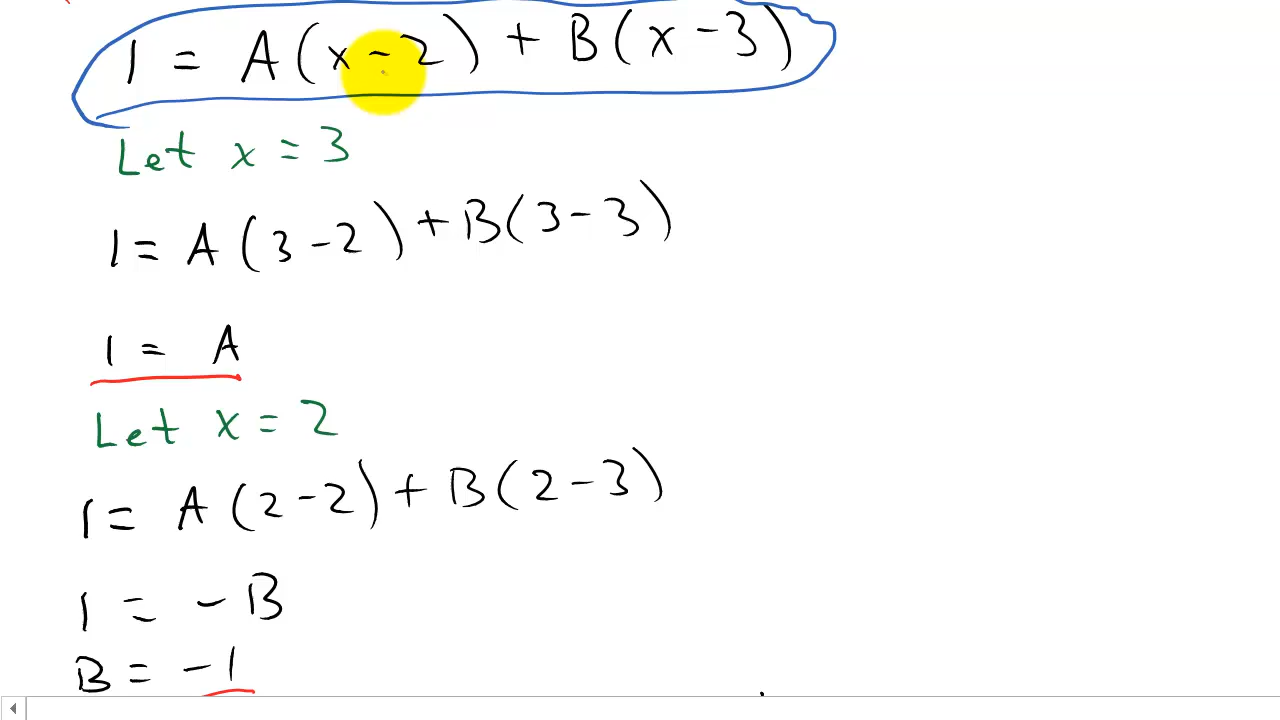 1 = A(x-2) + B(x-3)
Let x = 3
1 = A(3-2) + B(3-3)
1 = A
Let x = 2
1 = A(2-2) + B(2-3)
1 = -B
B = -1